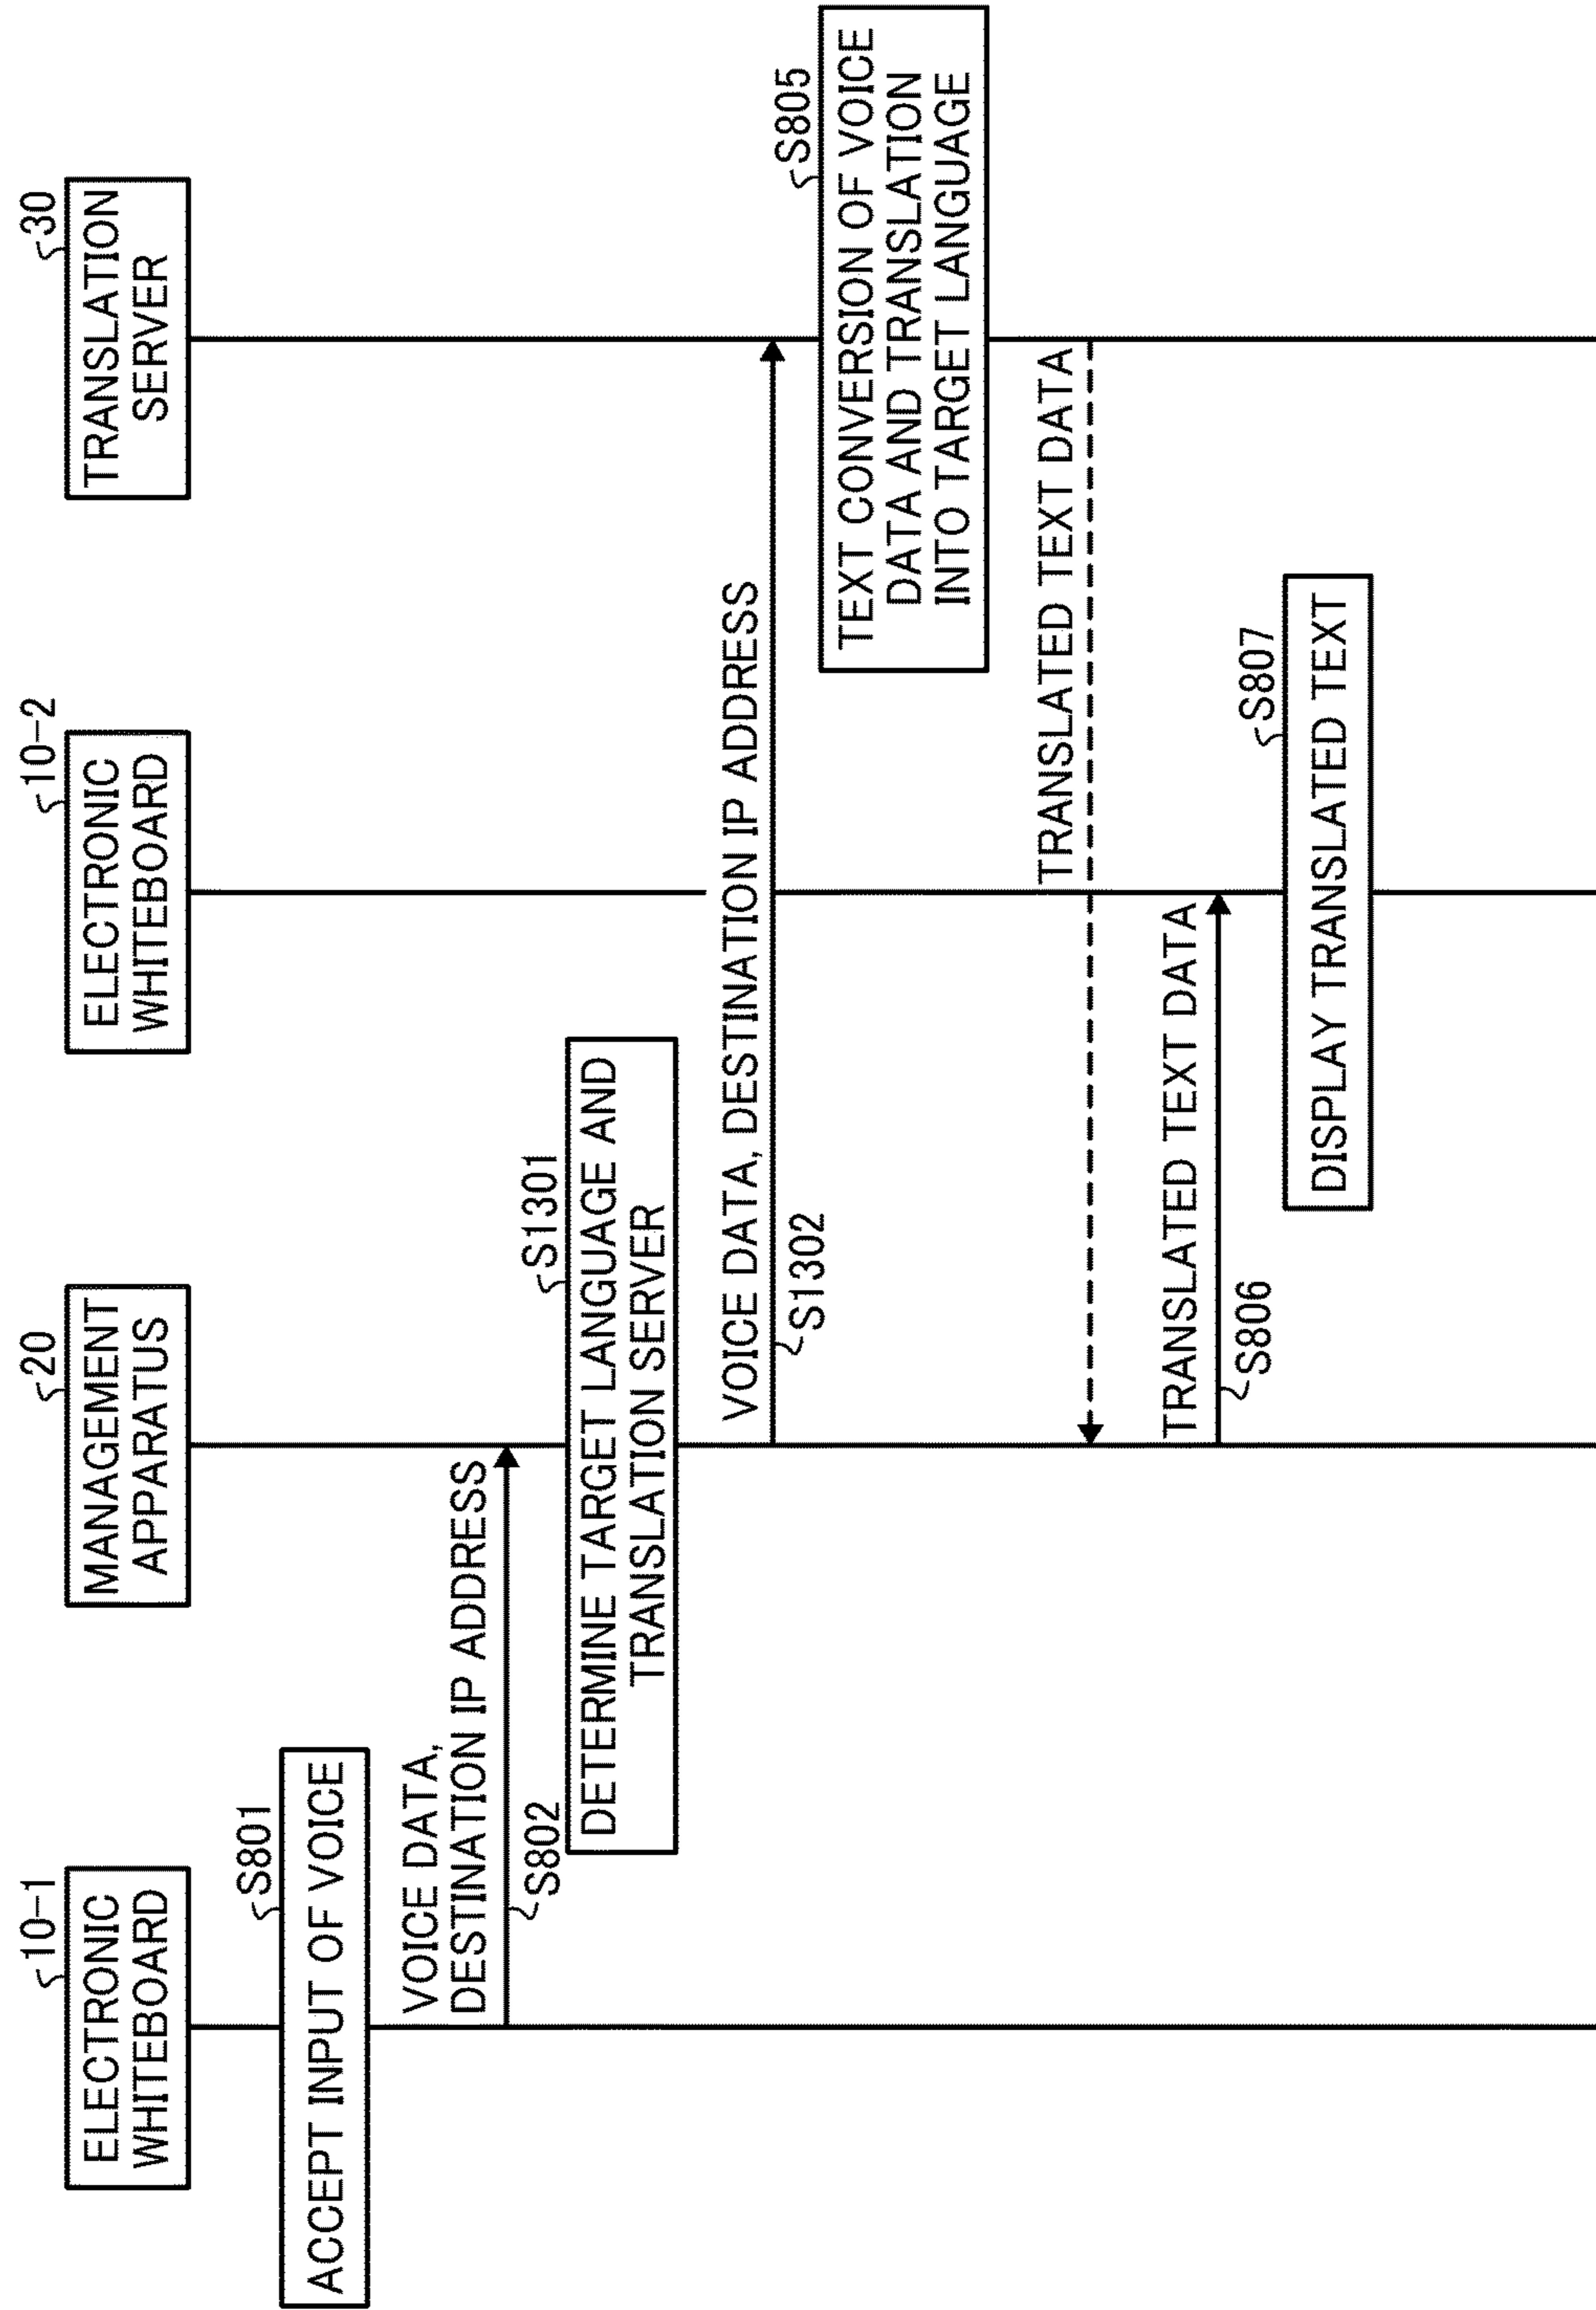 10-1
ELECTRONIC
WHITEBOARD
20
MANAGEMENT
APPARATUS
10-2
ELECTRONIC
WHITEBOARD
30
TRANSLATION
SERVER
S801
ACCEPT INPUT OF VOICE
VOICE DATA,
DESTINATION IP ADDRESS
S802
S1301
DETERMINE TARGET LANGUAGE AND
TRANSLATION SERVER
VOICE DATA, DESTINATION IP ADDRESS
S1302
S805
TEXT CONVERSION OF VOICE
DATA AND TRANSLATION
INTO TARGET LANGUAGE
TRANSLATED TEXT DATA
TRANSLATED TEXT DATA
S806
S807
DISPLAY TRANSLATED TEXT